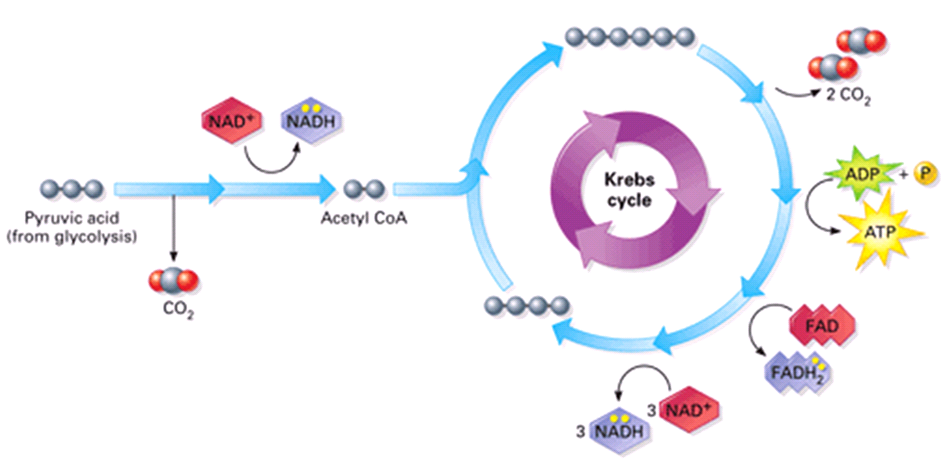 NAD⁺
NADH
Pyruvic acid
(from glycolysis)
CO₂
Acetyl CoA
Krebs
cycle
2 CO₂
ADP + P
ATP
FAD
FADH₂
3 NAD⁺
3 NADH